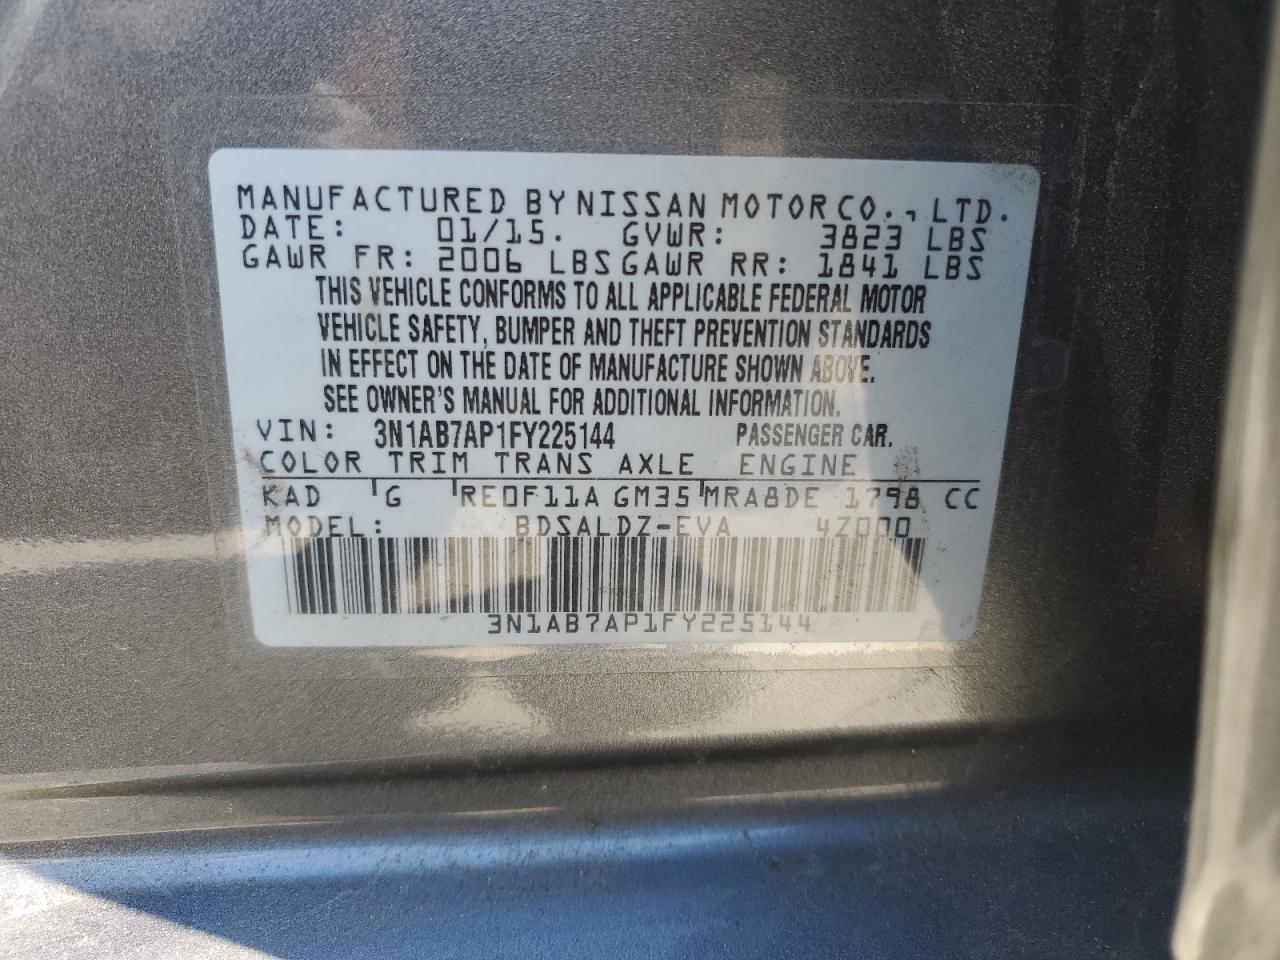 MANUFACTURED BY NISSAN MOTOR CO., LTD.
DATE: 01/15. GVWR: 3823 LBS
GAWR FR: 2006 LBS GAWR RR: 1841 LBS
THIS VEHICLE CONFORMS TO ALL APPLICABLE FEDERAL MOTOR
VEHICLE SAFETY, BUMPER AND THEFT PREVENTION STANDARDS
IN EFFECT ON THE DATE OF MANUFACTURE SHOWN ABOVE.
SEE OWNER'S MANUAL FOR ADDITIONAL INFORMATION.
VIN: 3N1AB7AP1FY225144 PASSENGER CAR.
COLOR TRIM TRANS AXLE ENGINE
KAD G RE0F11A GM35 MRA8DE 1798 CC
MODEL: BDSALDZ-EVA 4Z000
3N1AB7AP1FY225144